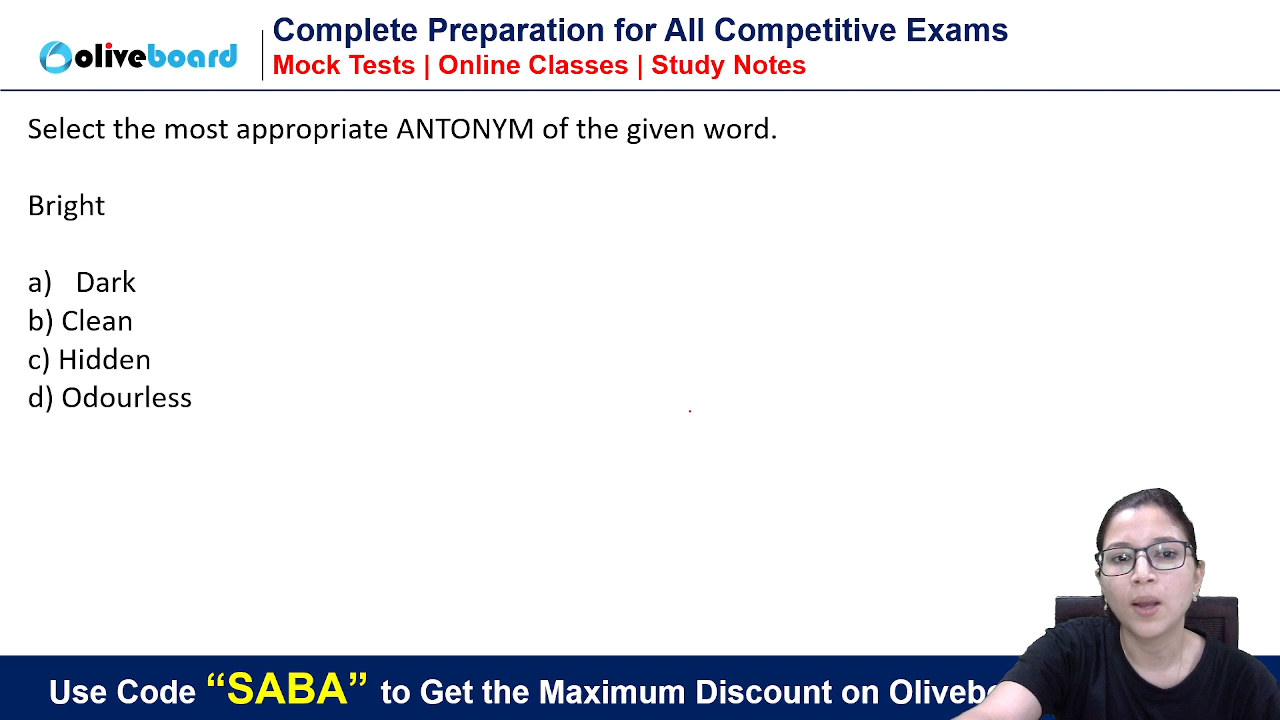 oliveboard
Complete Preparation for All Competitive Exams
Mock Tests | Online Classes | Study Notes
Select the most appropriate ANTONYM of the given word.
Bright
a) Dark
b) Clean
c) Hidden
d) Odourless
Use Code “SABA” to Get the Maximum Discount on